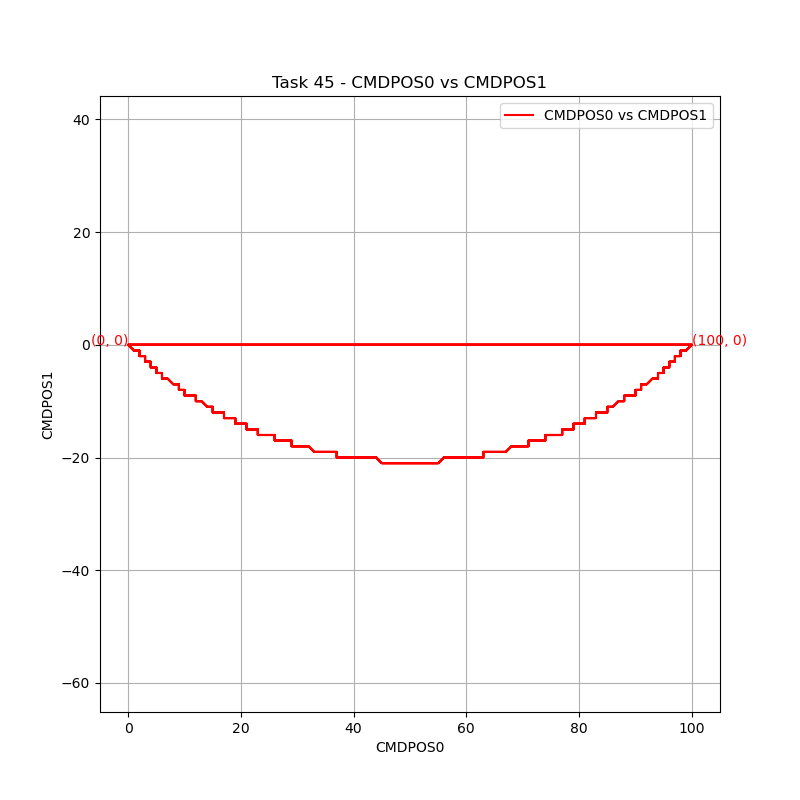 Task 45 - CMDPOS0 vs CMDPOS1
CMDPOS0 vs CMDPOS1
40
20
0
−20
−40
−60
(0, 0)
(100, 0)
CMDPOS1
0 20 40 60 80 100
CMDPOS0